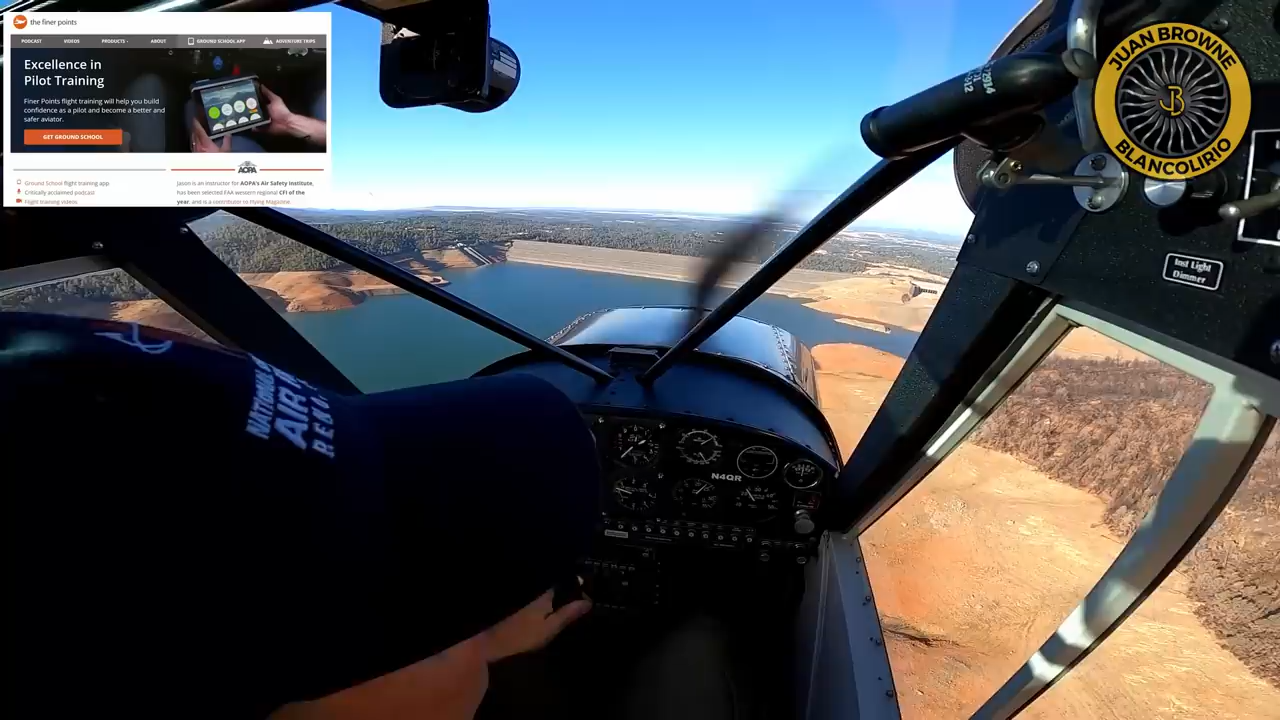 the finer points
PODCAST VIDEOS PRODUCTS ABOUT GROUND SCHOOL APP ADVENTURE TRIPS
Excellence in
Pilot Training
Finer Points flight training will help you build
confidence as a pilot and become a better and
safer aviator.
GET GROUND SCHOOL
AOPA
Ground School flight training app
Critically acclaimed podcast
Flight training videos
Jason is an instructor for AOPA's Air Safety Institute,
has been selected FAA western regional CFI of the
year, and is a contributor to Flying Magazine.
JUAN BROWNE
JB
BLANCOLIRIO
Inst Light
Dimmer
NATIONAL
AIR
N4QR